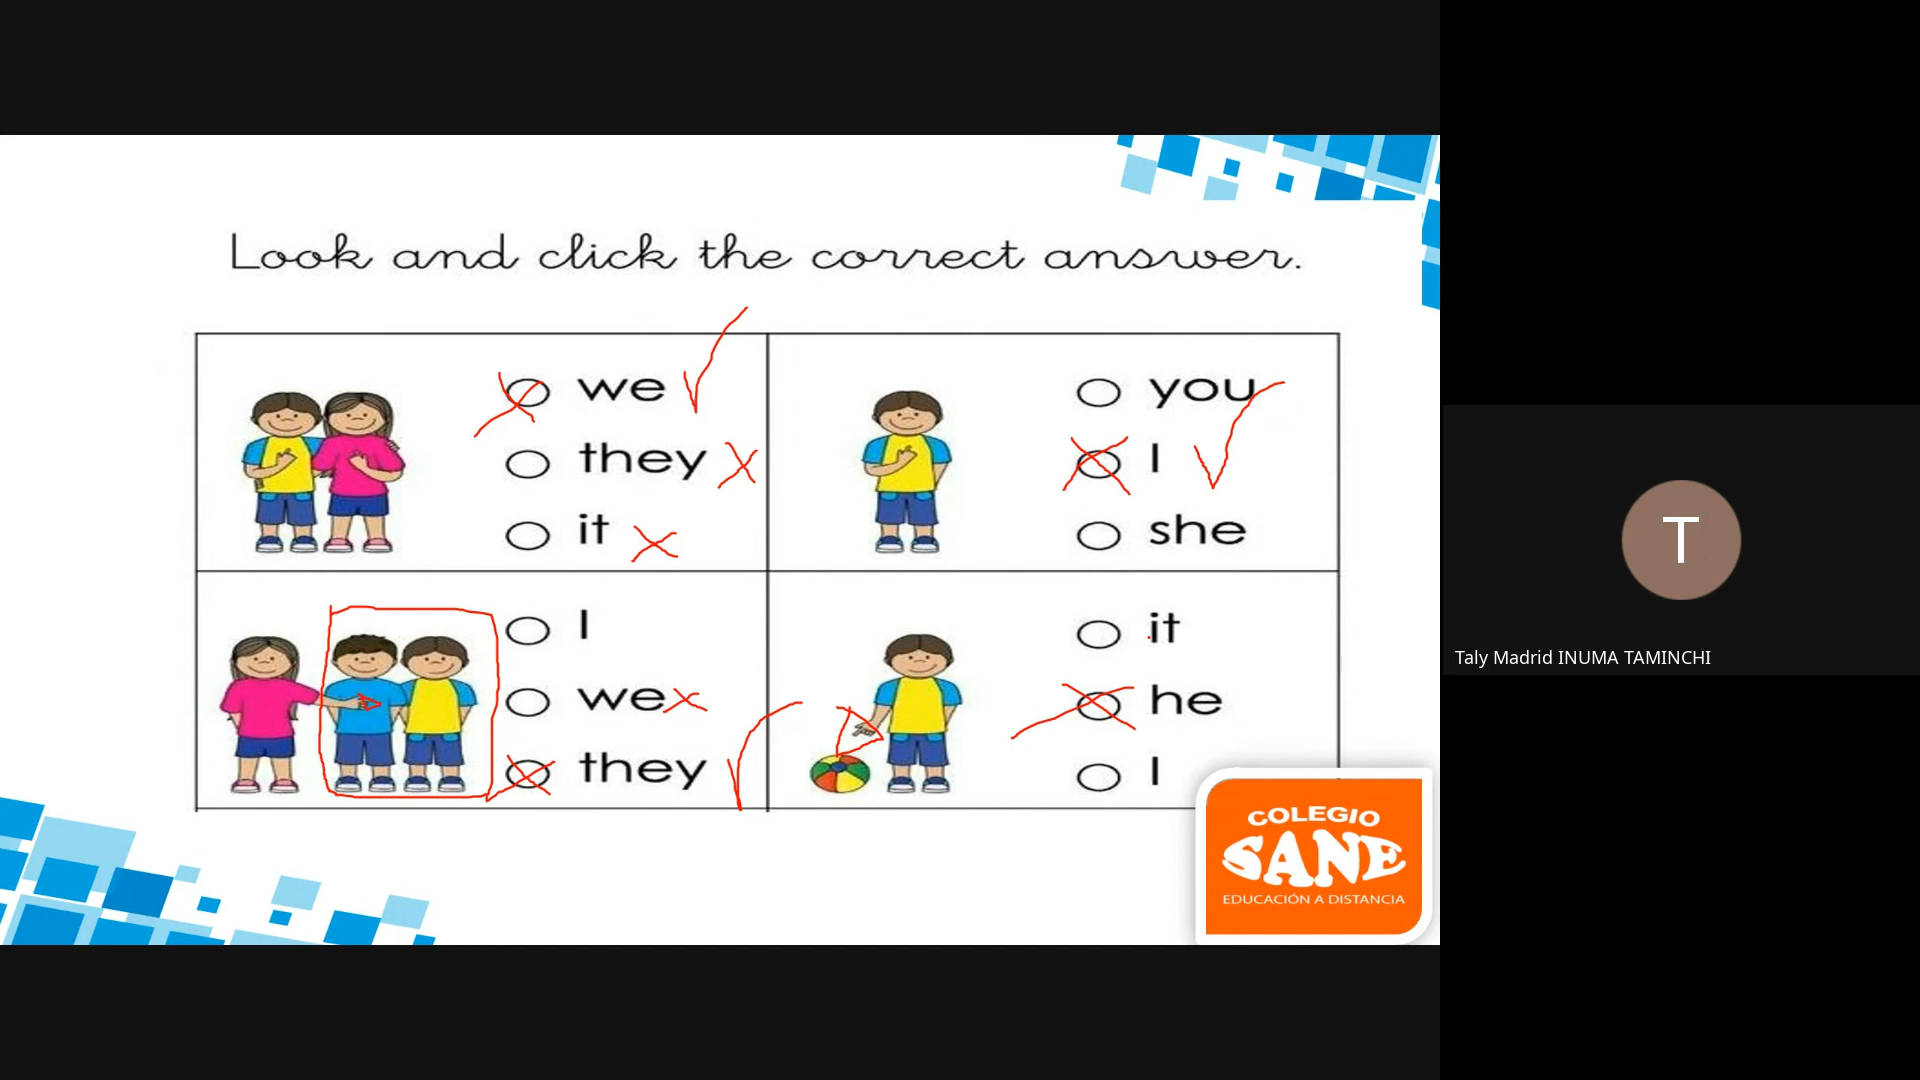 Look and click the correct answer.
we
they
it
you
I
she
I
we
they
it
he
I
COLEGIO
SANE
EDUCACIÓN A DISTANCIA
T
Taly Madrid INUMA TAMINCHI